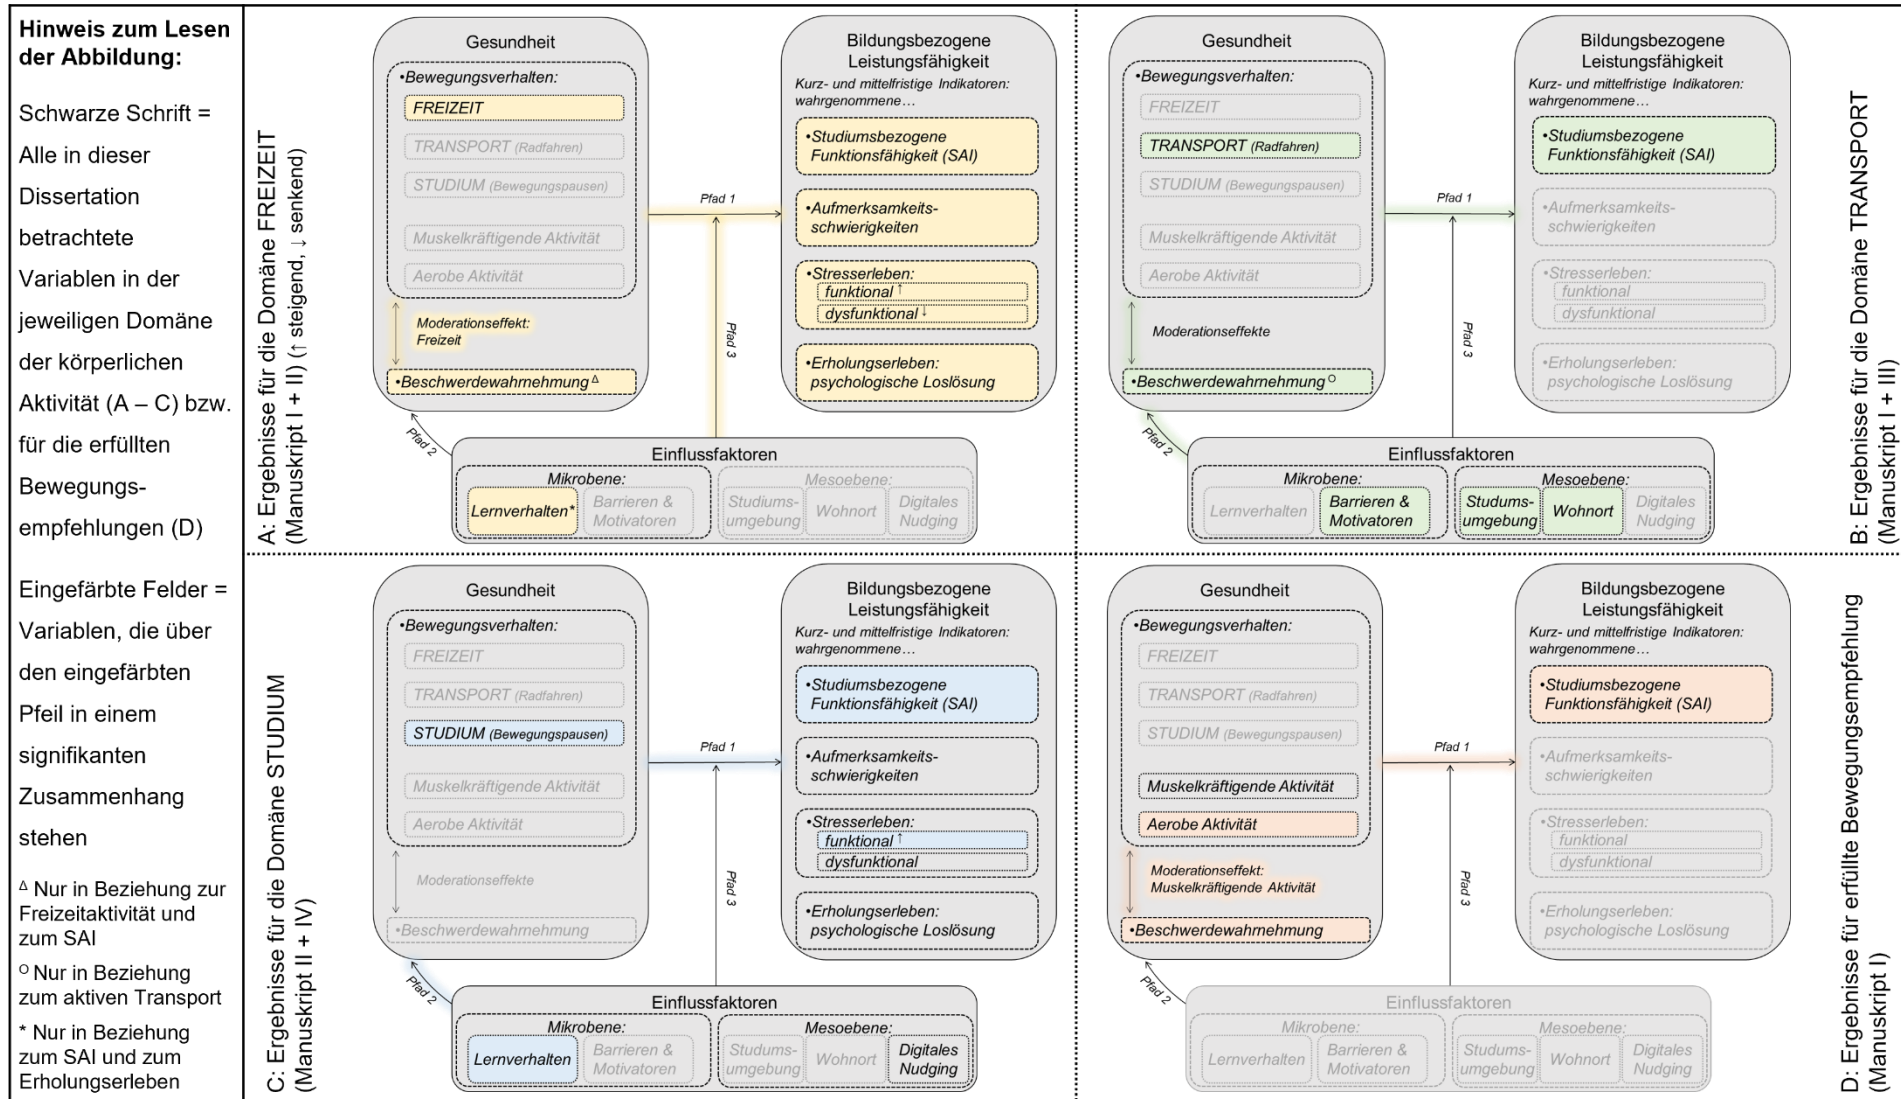 Hinweis zum Lesen
der Abbildung:
Schwarze Schrift =
Alle in dieser
Dissertation
betrachtete
Variablen in der
jeweiligen Domäne
der körperlichen
Aktivität (A – C) bzw.
für die erfüllten
Bewegungs-
empfehlungen (D)
Eingefärbte Felder =
Variablen, die über
den eingefärbten
Pfeil in einem
signifikanten
Zusammenhang
stehen
Δ Nur in Beziehung zur
Freizeitaktivität und
zum SAI
O Nur in Beziehung
zum aktiven Transport
* Nur in Beziehung
zum SAI und zum
Erholungserleben
A: Ergebnisse für die Domäne FREIZEIT
(Manuskript I + II) (↑ steigend, ↓ senkend)
Gesundheit
•Bewegungsverhalten:
FREIZEIT
TRANSPORT (Radfahren)
STUDIUM (Bewegungspausen)
Muskelkräftigende Aktivität
Aerobe Aktivität
Moderationseffekt:
Freizeit
•Beschwerdewahrnehmung Δ
Pfad 1
Pfad 2
Pfad 3
Bildungsbezogene
Leistungsfähigkeit
Kurz- und mittelfristige Indikatoren:
wahrgenommene…
•Studiumsbezogene
Funktionsfähigkeit (SAI)
•Aufmerksamkeits-
schwierigkeiten
•Stresserleben:
funktional ↑
dysfunktional ↓
•Erholungserleben:
psychologische Loslösung
Einflussfaktoren
Mikrobene:
Lernverhalten*
Barrieren &
Motivatoren
Mesoebene:
Studiums-
umgebung
Wohnort
Digitales
Nudging
B: Ergebnisse für die Domäne TRANSPORT
(Manuskript I + III)
Gesundheit
•Bewegungsverhalten:
FREIZEIT
TRANSPORT (Radfahren)
STUDIUM (Bewegungspausen)
Muskelkräftigende Aktivität
Aerobe Aktivität
Moderationseffekte
•Beschwerdewahrnehmung O
Pfad 1
Pfad 2
Pfad 3
Bildungsbezogene
Leistungsfähigkeit
Kurz- und mittelfristige Indikatoren:
wahrgenommene…
•Studiumsbezogene
Funktionsfähigkeit (SAI)
•Aufmerksamkeits-
schwierigkeiten
•Stresserleben:
funktional
dysfunktional
•Erholungserleben:
psychologische Loslösung
Einflussfaktoren
Mikrobene:
Lernverhalten
Barrieren &
Motivatoren
Mesoebene:
Studums-
umgebung
Wohnort
Digitales
Nudging
C: Ergebnisse für die Domäne STUDIUM
(Manuskript II + IV)
Gesundheit
•Bewegungsverhalten:
FREIZEIT
TRANSPORT (Radfahren)
STUDIUM (Bewegungspausen)
Muskelkräftigende Aktivität
Aerobe Aktivität
Moderationseffekte
•Beschwerdewahrnehmung
Pfad 1
Pfad 2
Pfad 3
Bildungsbezogene
Leistungsfähigkeit
Kurz- und mittelfristige Indikatoren:
wahrgenommene…
•Studiumsbezogene
Funktionsfähigkeit (SAI)
•Aufmerksamkeits-
schwierigkeiten
•Stresserleben:
funktional ↑
dysfunktional
•Erholungserleben:
psychologische Loslösung
Einflussfaktoren
Mikrobene:
Lernverhalten
Barrieren &
Motivatoren
Mesoebene:
Studums-
umgebung
Wohnort
Digitales
Nudging
D: Ergebnisse für erfüllte Bewegungsempfehlung
(Manuskript I)
Gesundheit
•Bewegungsverhalten:
FREIZEIT
TRANSPORT (Radfahren)
STUDIUM (Bewegungspausen)
Muskelkräftigende Aktivität
Aerobe Aktivität
Moderationseffekt:
Muskelkräftigende Aktivität
•Beschwerdewahrnehmung
Pfad 1
Pfad 2
Pfad 3
Bildungsbezogene
Leistungsfähigkeit
Kurz- und mittelfristige Indikatoren:
wahrgenommene…
•Studiumsbezogene
Funktionsfähigkeit (SAI)
•Aufmerksamkeits-
schwierigkeiten
•Stresserleben:
funktional
dysfunktional
•Erholungserleben:
psychologische Loslösung
Einflussfaktoren
Mikrobene:
Lernverhalten
Barrieren &
Motivatoren
Mesoebene:
Studums-
umgebung
Wohnort
Digitales
Nudging